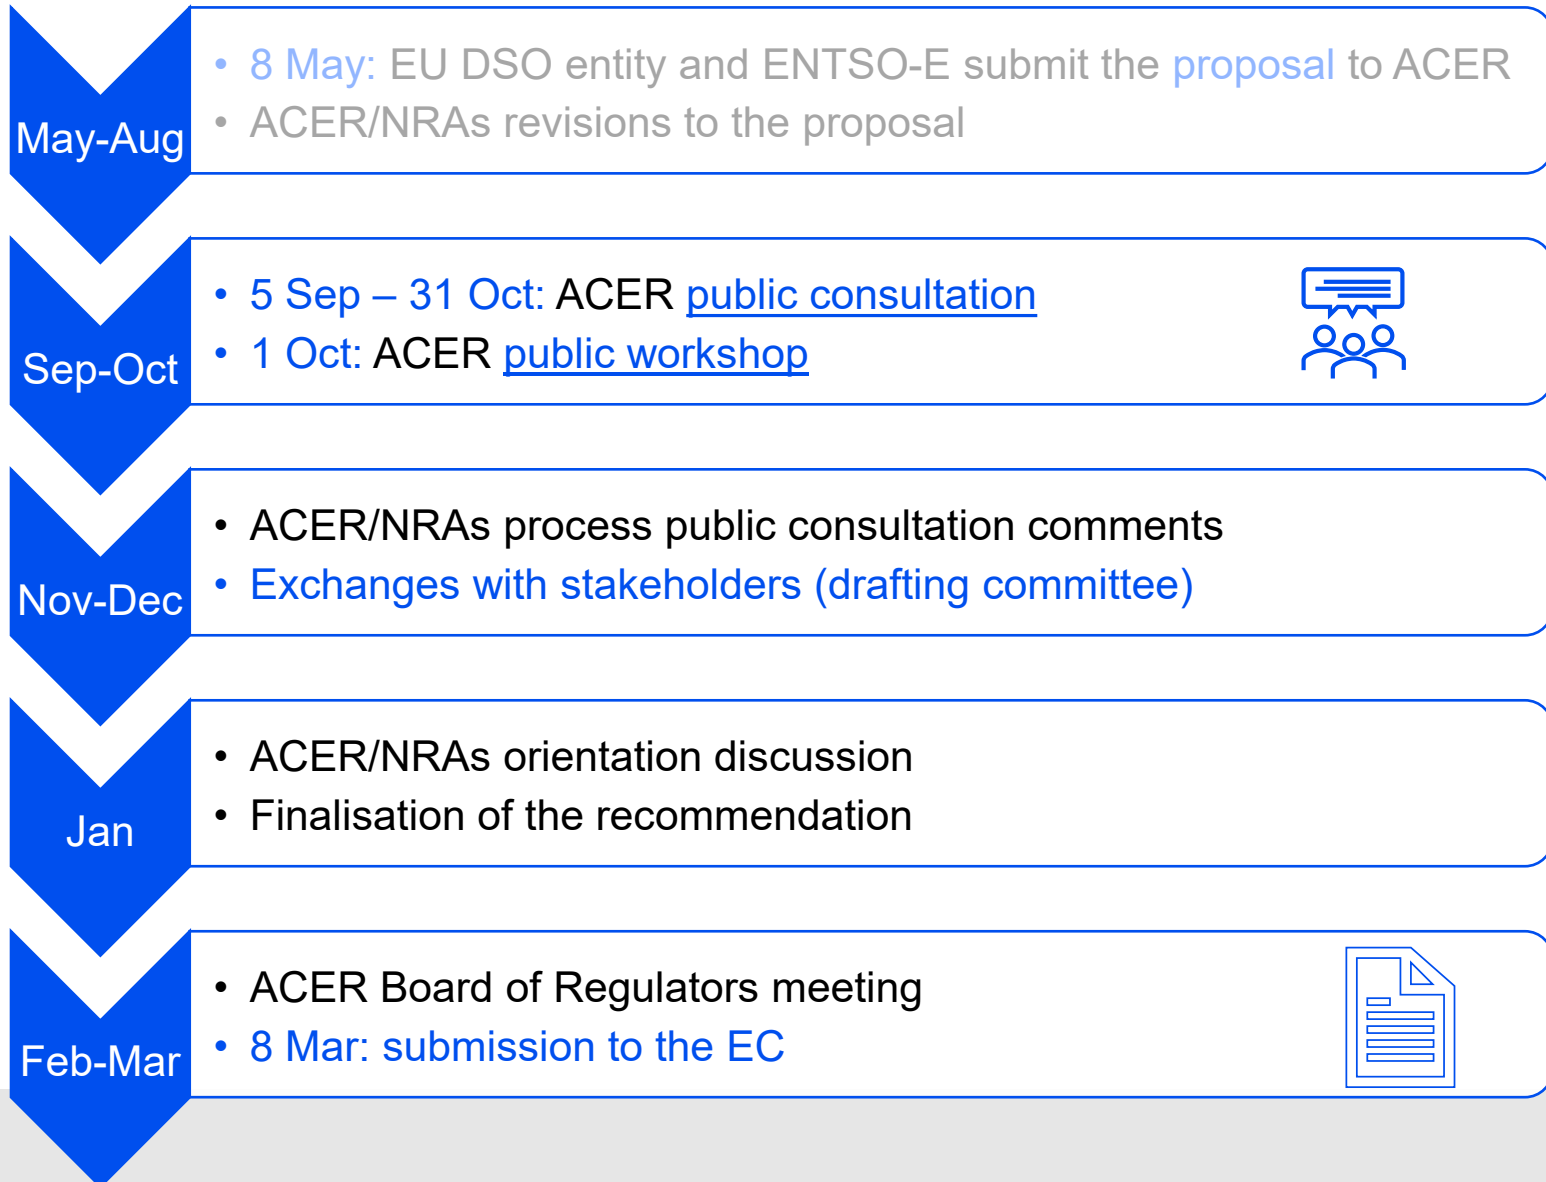 May-Aug
• 8 May: EU DSO entity and ENTSO-E submit the proposal to ACER
• ACER/NRAs revisions to the proposal
Sep-Oct
• 5 Sep – 31 Oct: ACER public consultation
• 1 Oct: ACER public workshop
Nov-Dec
• ACER/NRAs process public consultation comments
• Exchanges with stakeholders (drafting committee)
Jan
• ACER/NRAs orientation discussion
• Finalisation of the recommendation
Feb-Mar
• ACER Board of Regulators meeting
• 8 Mar: submission to the EC